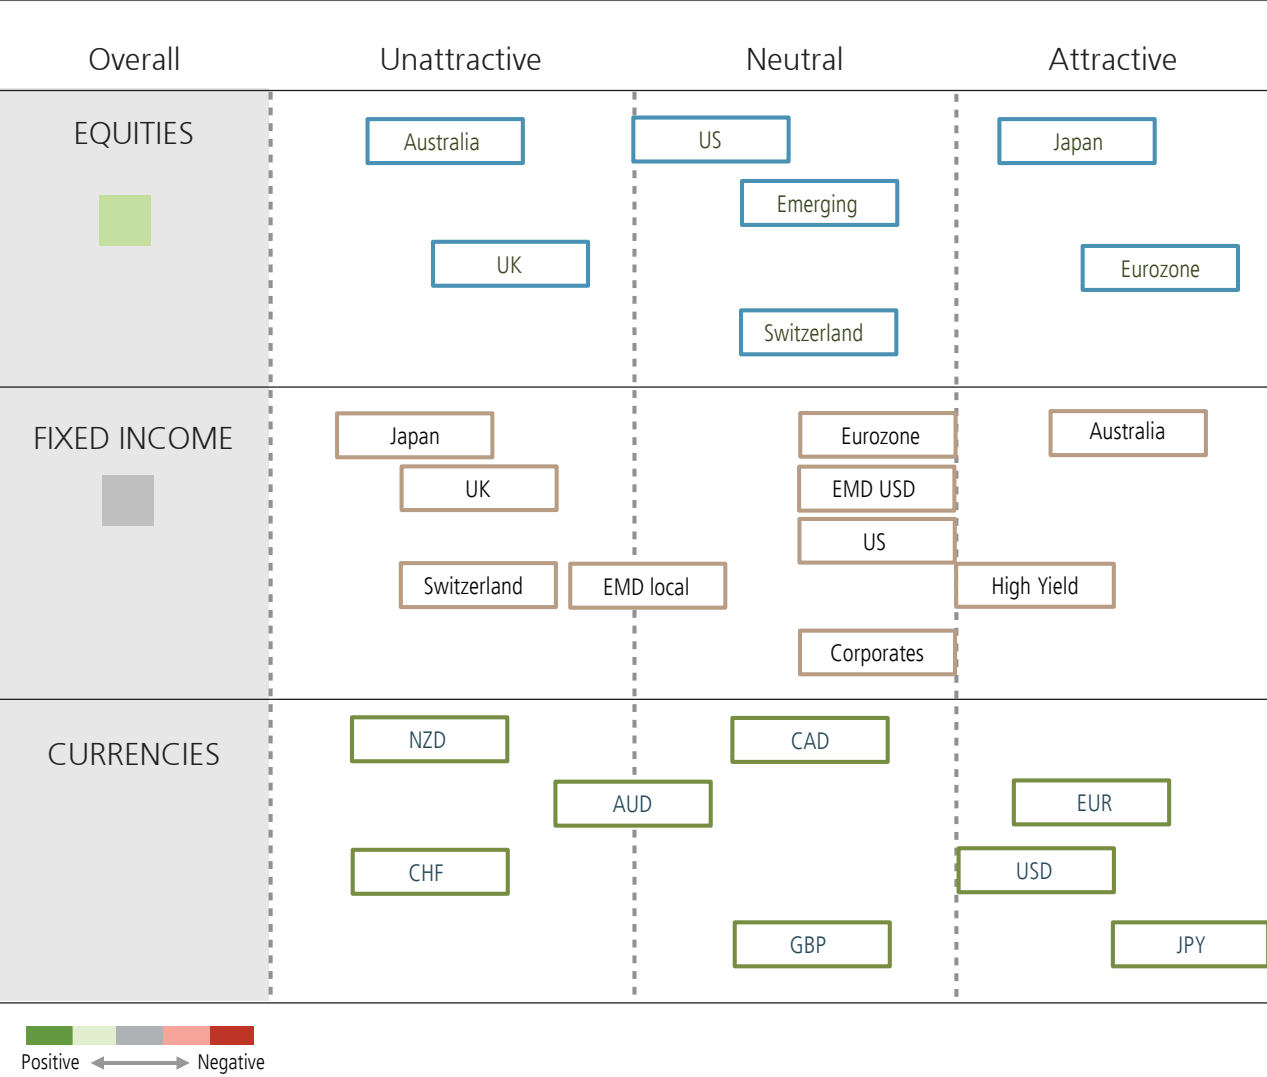 Overall Unattractive Neutral Attractive
EQUITIES
Australia US Japan
Emerging
UK Eurozone
Switzerland
FIXED INCOME
Japan Eurozone Australia
UK EMD USD
US
Switzerland EMD local High Yield
Corporates
CURRENCIES
NZD CAD
AUD EUR
CHF USD
GBP JPY
Positive Negative